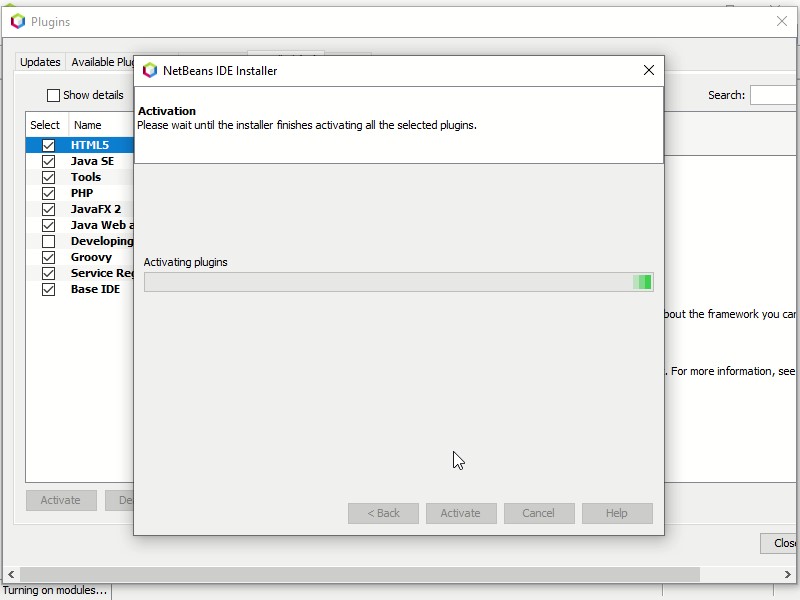 Plugins
Updates
Available Plug
Show details
Search:
Select
Name
HTML5
Java SE
Tools
PHP
JavaFX 2
Java Web a
Developing
Groovy
Service Reg
Base IDE
NetBeans IDE Installer
Activation
Please wait until the installer finishes activating all the selected plugins.
Activating plugins
bout the framework you can
. For more information, see
Activate
De
< Back
Activate
Cancel
Help
Close
Turning on modules...